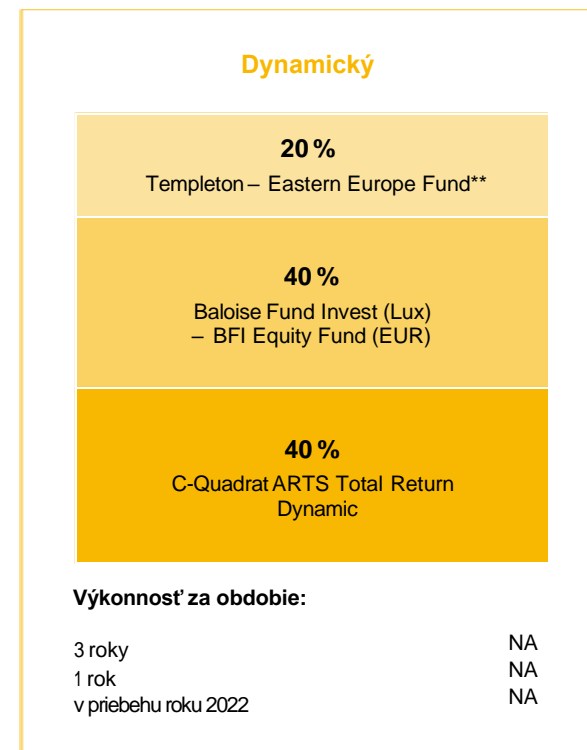 Dynamický
20 %
Templeton – Eastern Europe Fund**
40 %
Baloise Fund Invest (Lux)
– BFI Equity Fund (EUR)
40 %
C-Quadrat ARTS Total Return
Dynamic
Výkonnosť za obdobie:
3 roky NA
1 rok NA
v priebehu roku 2022 NA